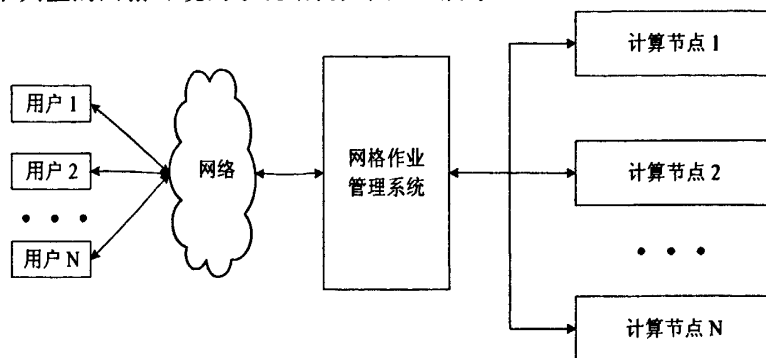 用户 1
用户 2
• • •
用户 N
网络
网格作业
管理系统
计算节点 1
计算节点 2
• • •
计算节点 N